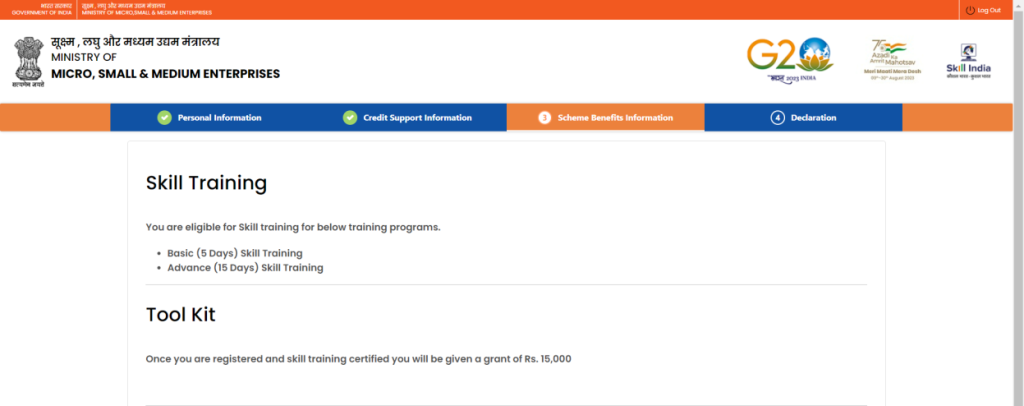 भारत सरकार
GOVERNMENT OF INDIA
सूक्ष्म , लघु और मध्यम उद्यम मंत्रालय
MINISTRY OF MICRO,SMALL & MEDIUM ENTERPRISES
Log Out
सूक्ष्म , लघु और मध्यम उद्यम मंत्रालय
MINISTRY OF
MICRO, SMALL & MEDIUM ENTERPRISES
सत्यमेव जयते
G20
भारत 2023 INDIA
Azadi Ka
Amrit Mahotsav
Meri Maati Mera Desh
09th-30th August 2023
Skill India
कौशल भारत - कुशल भारत
Personal Information
Credit Support Information
3 Scheme Benefits Information
4 Declaration
Skill Training
You are eligible for Skill training for below training programs.
• Basic (5 Days) Skill Training
• Advance (15 Days) Skill Training
Tool Kit
Once you are registered and skill training certified you will be given a grant of Rs. 15,000